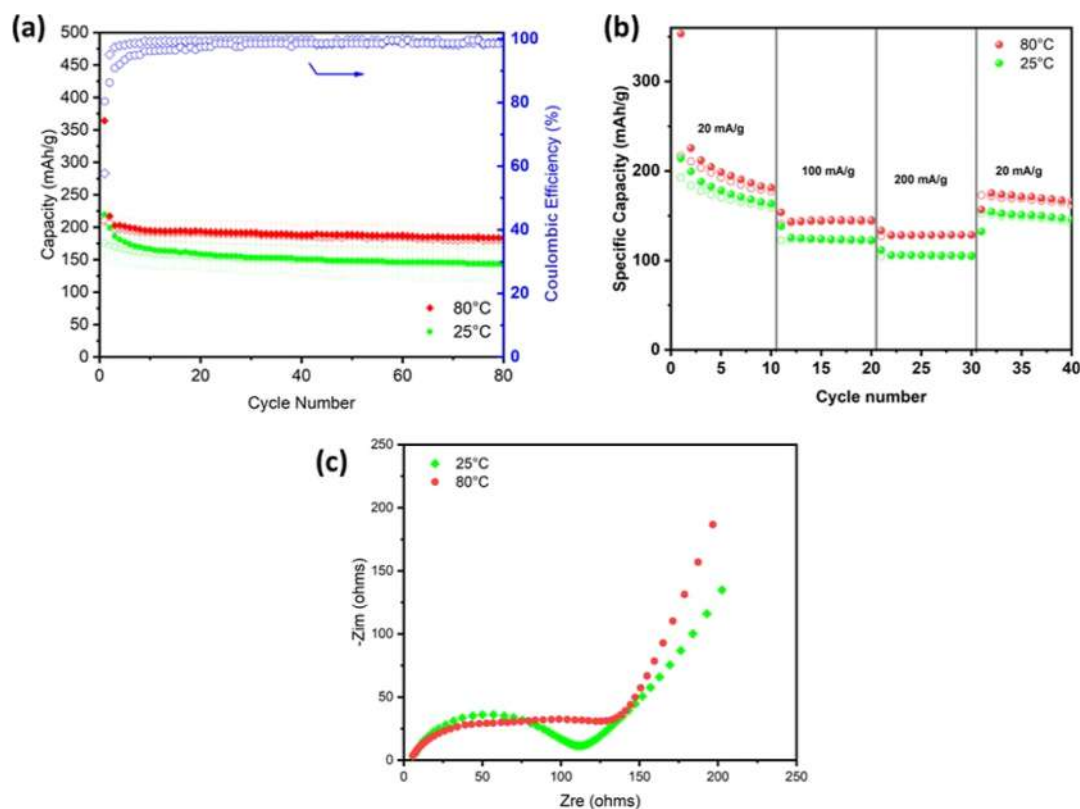 (a)
500
450
400
350
300
250
200
150
100
50
0
Capacity (mAh/g)
0 20 40 60 80
Cycle Number
100
80
60
40
20
0
Coulombic Efficiency (%)
80°C
25°C
(b)
300
200
100
0
Specific Capacity (mAh/g)
80°C
25°C
20 mA/g
100 mA/g
200 mA/g
20 mA/g
0 5 10 15 20 25 30 35 40
Cycle number
(c)
250
200
150
100
50
0
-Zim (ohms)
25°C
80°C
0 50 100 150 200 250
Zre (ohms)